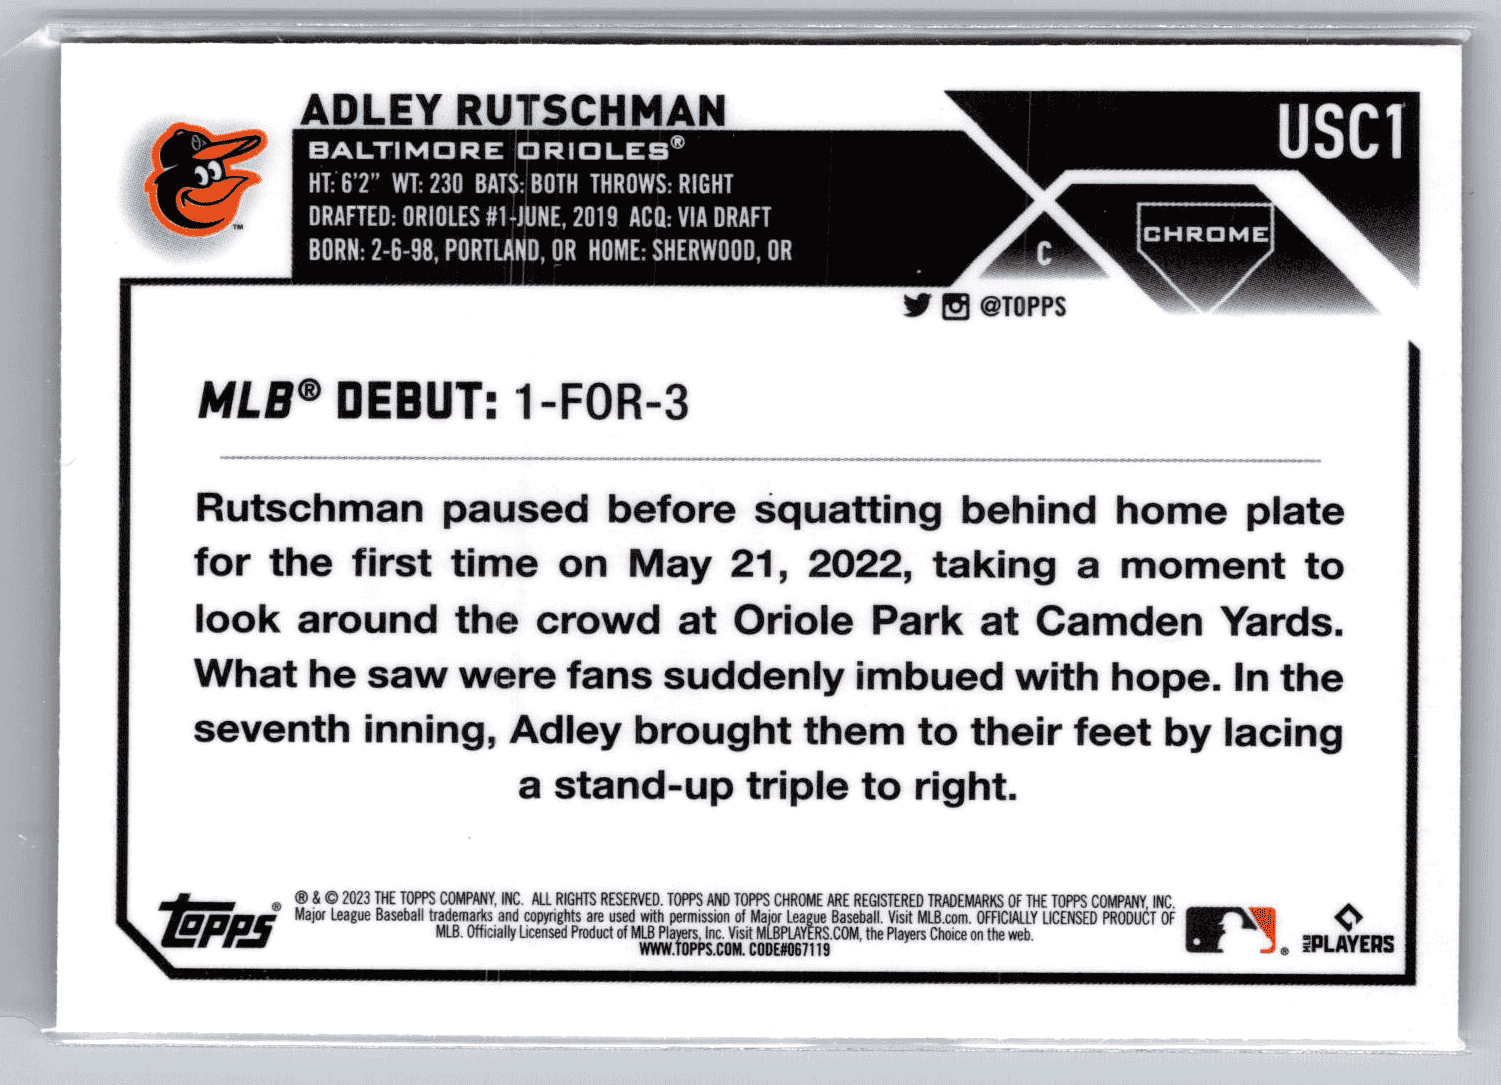 ADLEY RUTSCHMAN
BALTIMORE ORIOLES®
HT: 6'2" WT: 230 BATS: BOTH THROWS: RIGHT
DRAFTED: ORIOLES #1-JUNE, 2019 ACQ: VIA DRAFT
BORN: 2-6-98, PORTLAND, OR HOME: SHERWOOD, OR
C
USC1
CHROME
@TOPPS
MLB® DEBUT: 1-FOR-3
Rutschman paused before squatting behind home plate
for the first time on May 21, 2022, taking a moment to
look around the crowd at Oriole Park at Camden Yards.
What he saw were fans suddenly imbued with hope. In the
seventh inning, Adley brought them to their feet by lacing
a stand-up triple to right.
TOPPS®
® & © 2023 THE TOPPS COMPANY, INC. ALL RIGHTS RESERVED. TOPPS AND TOPPS CHROME ARE REGISTERED TRADEMARKS OF THE TOPPS COMPANY, INC.
Major League Baseball trademarks and copyrights are used with permission of Major League Baseball. Visit MLB.com. OFFICIALLY LICENSED PRODUCT OF
MLB. Officially Licensed Product of MLB Players, Inc. Visit MLBPLAYERS.COM, the Players Choice on the web.
WWW.TOPPS.COM. CODE#067119
MLB PLAYERS